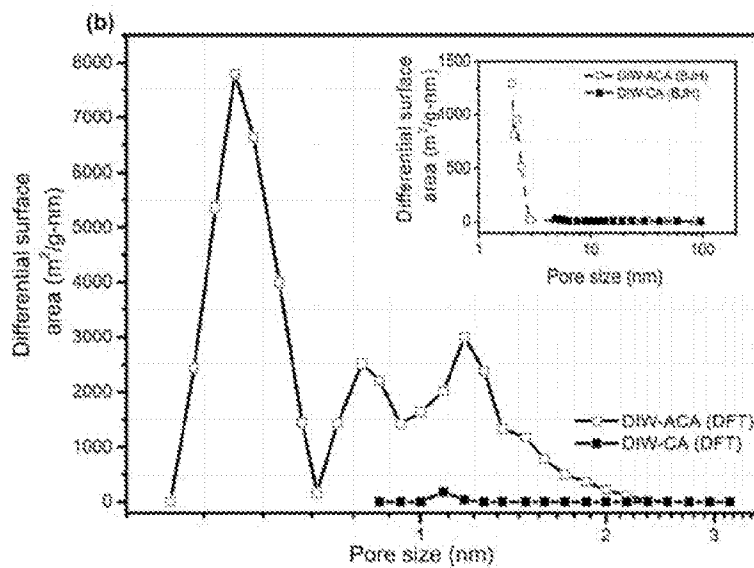 (b)
8000
7000
6000
5000
4000
3000
2000
1000
0
Differential surface
area (m²/g-nm)
1
2
3
Pore size (nm)
DIW-ACA (DFT)
DIW-CA (DFT)
1500
1000
500
0
Differential surface
area (m²/g-nm)
1
10
100
Pore size (nm)
DIW-ACA (BJH)
DIW-CA (BJH)